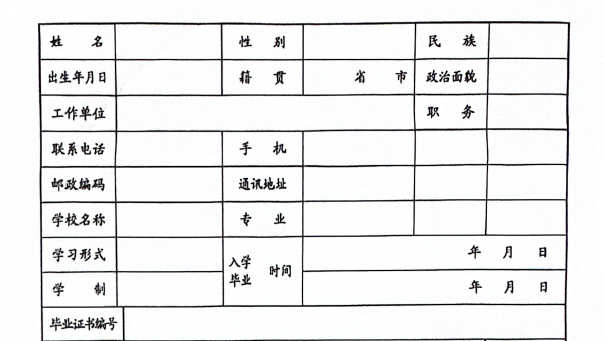 姓 名 性 别 民 族
出生年月日 籍 贯 省 市 政治面貌
工作单位 职 务
联系电话 手 机
邮政编码 通讯地址
学校名称 专 业
学习形式 入学 时间 年 月 日
学 制 毕业 年 月 日
毕业证书编号